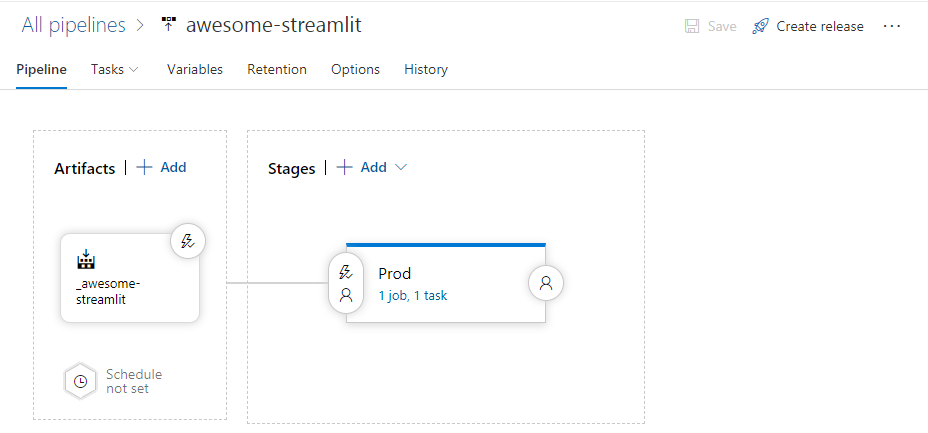 All pipelines > awesome-streamlit
Save Create release ...
Pipeline Tasks Variables Retention Options History
Artifacts | + Add
Stages | + Add
_awesome-
streamlit
Prod
1 job, 1 task
Schedule
not set